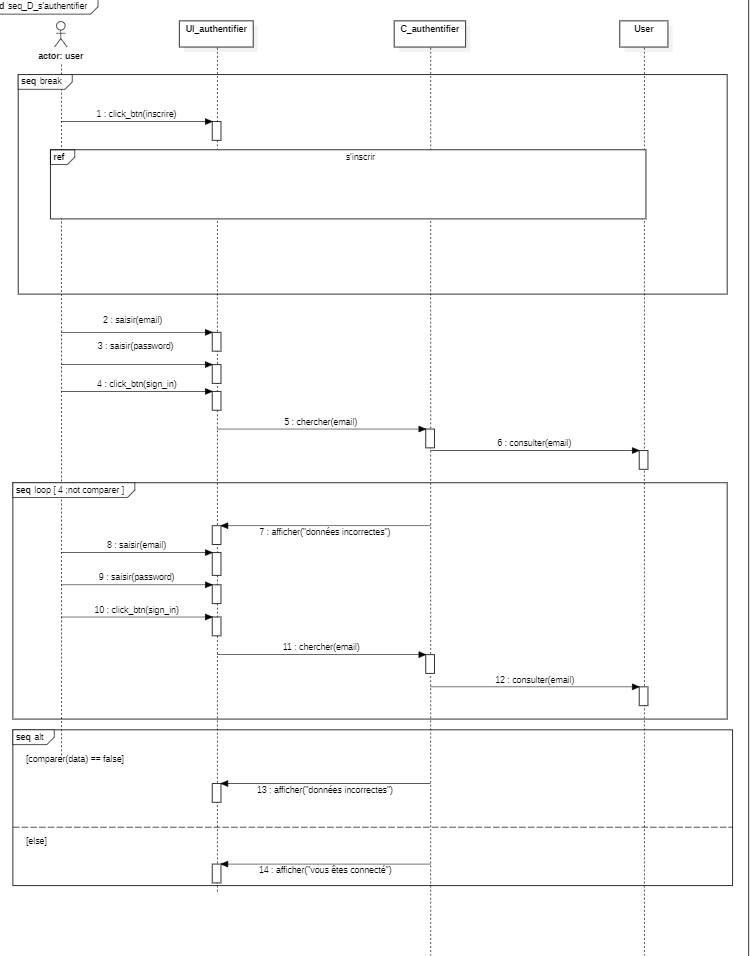 d seq_D_s'authentifier
UI_authentifier
C_authentifier
User
actor: user
seq break
1 : click_btn(inscrire)
ref
s'inscrir
2 : saisir(email)
3 : saisir(password)
4 : click_btn(sign_in)
5 : chercher(email)
6 : consulter(email)
seq loop [ 4 ;not comparer ]
7 : afficher("données incorrectes")
8 : saisir(email)
9 : saisir(password)
10 : click_btn(sign_in)
11 : chercher(email)
12 : consulter(email)
seq alt
[comparer(data) == false]
13 : afficher("données incorrectes")
[else]
14 : afficher("vous êtes connecté")